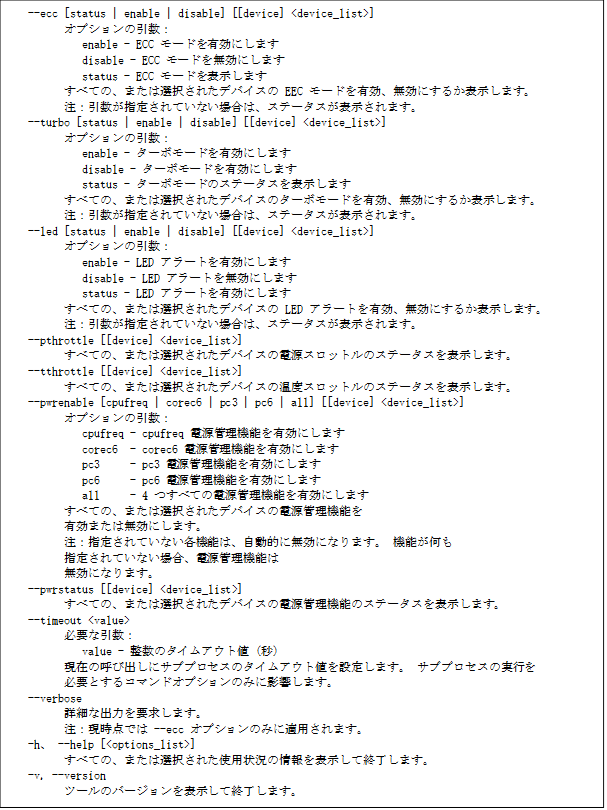 --ecc [status | enable | disable] [[device] <device_list>]
オプションの引数：
enable - ECC モードを有効にします
disable - ECC モードを無効にします
status - ECC モードを表示します
すべての、または選択されたデバイスの EEC モードを有効、無効にするか表示します。
注：引数が指定されていない場合は、ステータスが表示されます。
--turbo [status | enable | disable] [[device] <device_list>]
オプションの引数：
enable - ターボモードを有効にします
disable - ターボモードを有効にします
status - ターボモードのステータスを表示します
すべての、または選択されたデバイスのターボモードを有効、無効にするか表示します。
注：引数が指定されていない場合は、ステータスが表示されます。
--led [status | enable | disable] [[device] <device_list>]
オプションの引数：
enable - LED アラートを有効にします
disable - LED アラートを無効にします
status - LED アラートを有効にします
すべての、または選択されたデバイスの LED アラートを有効、無効にするか表示します。
注：引数が指定されていない場合は、ステータスが表示されます。
--pthrottle [[device] <device_list>]
すべての、または選択されたデバイスの電源スロットルのステータスを表示します。
--tthrottle [[device] <device_list>]
すべての、または選択されたデバイスの温度スロットルのステータスを表示します。
--pwrenable [cpufreq | corec6 | pc3 | pc6 | all] [[device] <device_list>]
オプションの引数：
cpufreq - cpufreq 電源管理機能を有効にします
corec6 - corec6 電源管理機能を有効にします
pc3 - pc3 電源管理機能を有効にします
pc6 - pc6 電源管理機能を有効にします
all - 4 つすべての電源管理機能を有効にします
すべての、または選択されたデバイスの電源管理機能を
有効または無効にします。
注：指定されていない各機能は、自動的に無効になります。 機能が何も
指定されていない場合、電源管理機能は
無効になります。
--pwrstatus [[device] <device_list>]
すべての、または選択されたデバイスの電源管理機能のステータスを表示します。
--timeout <value>
必要な引数：
value - 整数のタイムアウト値（秒）
現在の呼び出しにサブプロセスのタイムアウト値を設定します。 サブプロセスの実行を
必要とするコマンドオプションのみに影響します。
--verbose
詳細な出力を要求します。
注：現時点では --ecc オプションのみに適用されます。
-h、 --help [<options_list>]
すべての、または選択された使用状況の情報を表示して終了します。
-v, --version
ツールのバージョンを表示して終了します。